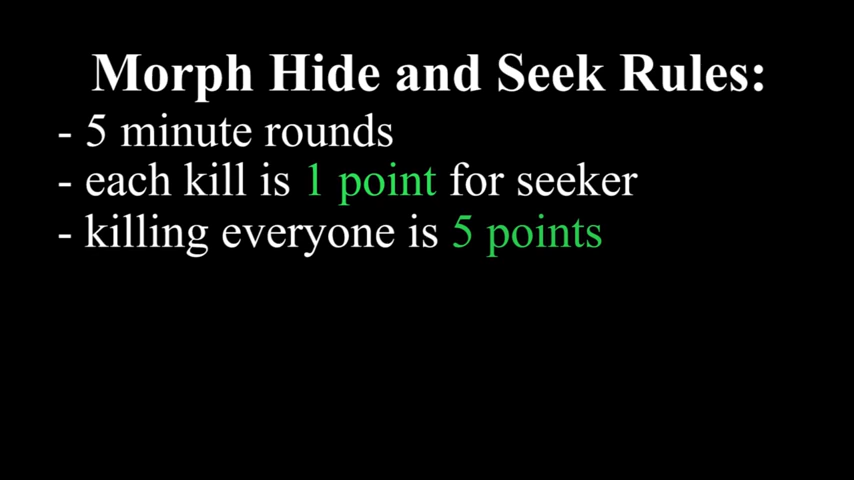 Morph Hide and Seek Rules:
- 5 minute rounds
- each kill is 1 point for seeker
- killing everyone is 5 points